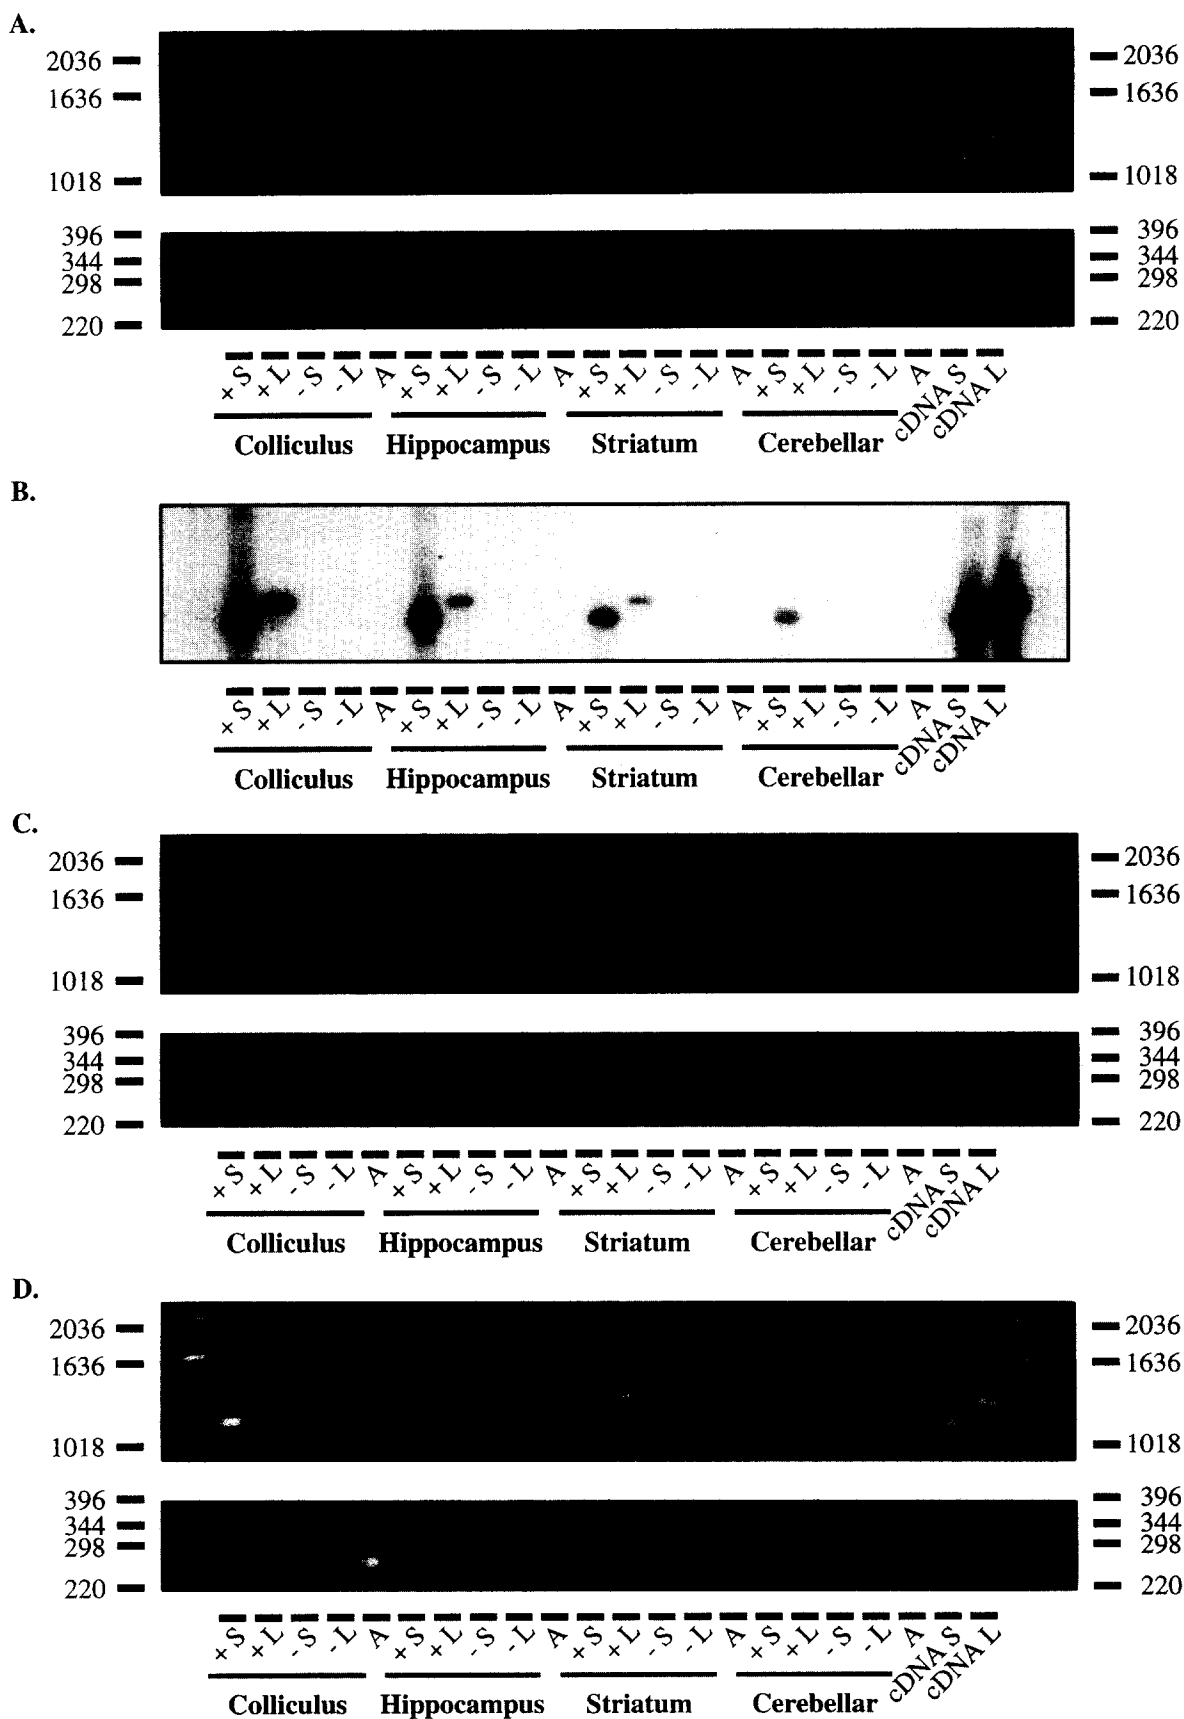 A.
2036 2036
1636 1636
1018 1018
396 396
344 344
298 298
220 220
+S +L -S -L A +S +L -S -L A +S +L -S -L A +S +L -S -L A cDNA S cDNA L
Colliculus Hippocampus Striatum Cerebellar
B.
+S +L -S -L A +S +L -S -L A +S +L -S -L A +S +L -S -L A cDNA S cDNA L
Colliculus Hippocampus Striatum Cerebellar
C.
2036 2036
1636 1636
1018 1018
396 396
344 344
298 298
220 220
+S +L -S -L A +S +L -S -L A +S +L -S -L A +S +L -S -L A cDNA S cDNA L
Colliculus Hippocampus Striatum Cerebellar
D.
2036 2036
1636 1636
1018 1018
396 396
344 344
298 298
220 220
+S +L -S -L A +S +L -S -L A +S +L -S -L A +S +L -S -L A cDNA S cDNA L
Colliculus Hippocampus Striatum Cerebellar